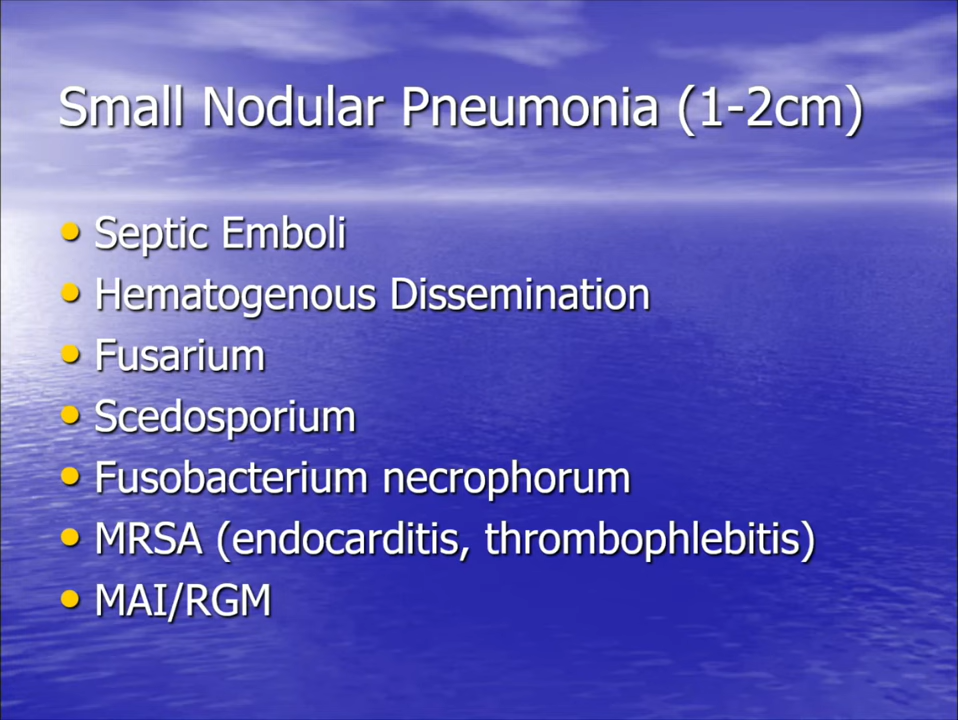 Small Nodular Pneumonia (1-2cm)
• Septic Emboli
• Hematogenous Dissemination
• Fusarium
• Scedosporium
• Fusobacterium necrophorum
• MRSA (endocarditis, thrombophlebitis)
• MAI/RGM